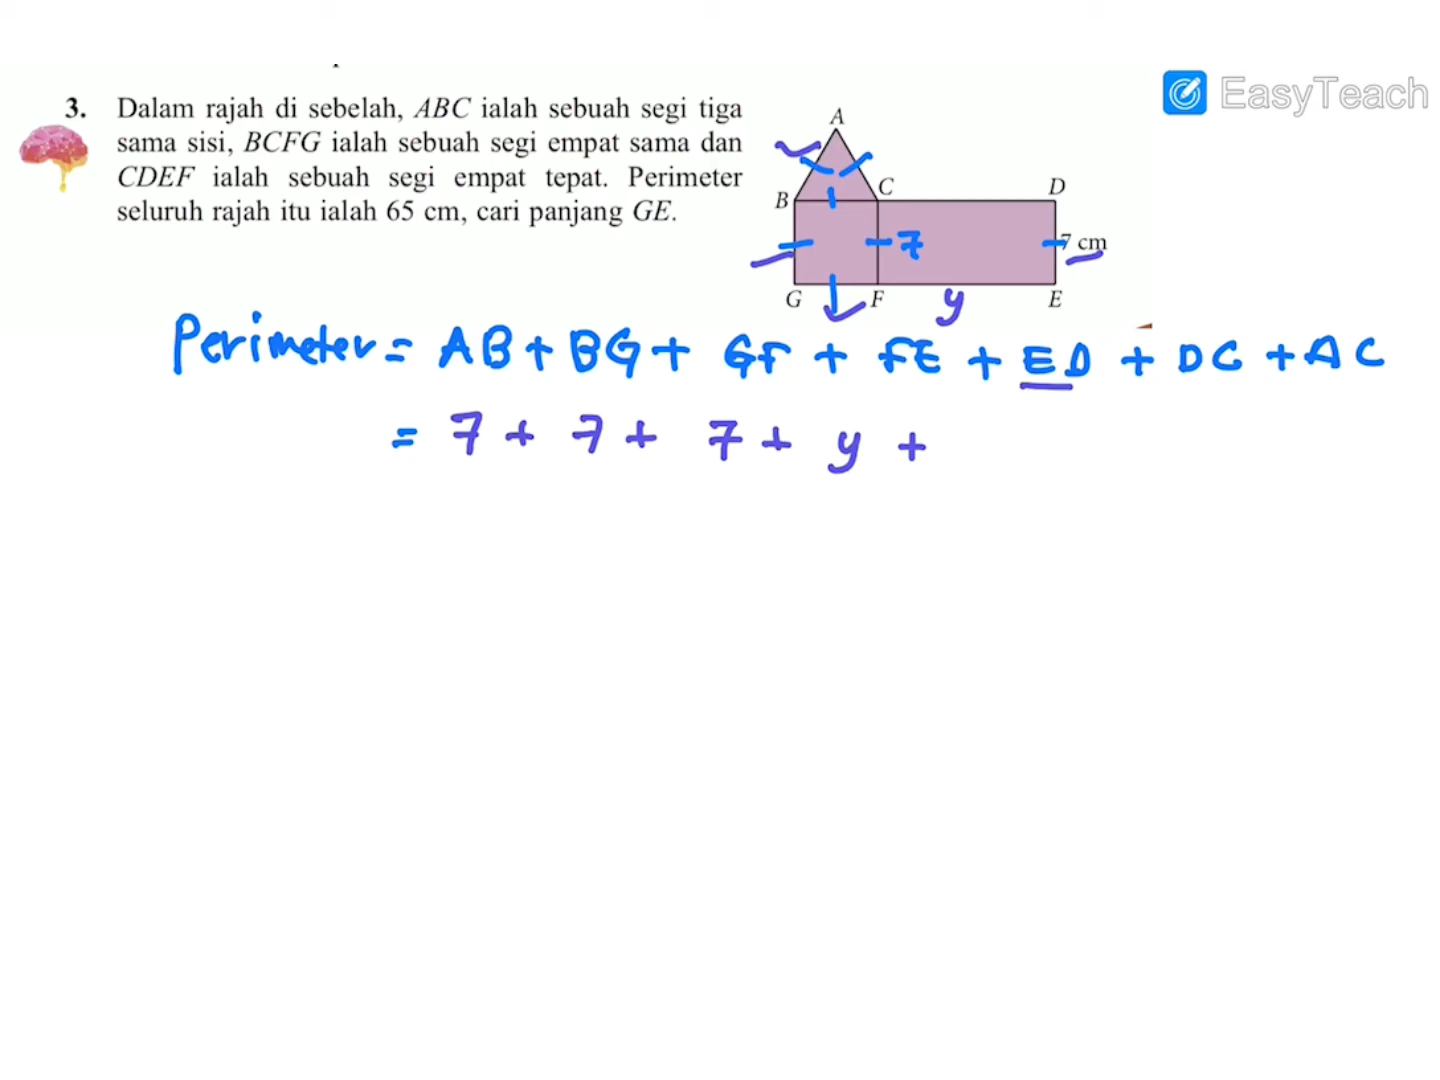 EasyTeach
3. Dalam rajah di sebelah, ABC ialah sebuah segi tiga
sama sisi, BCFG ialah sebuah segi empat sama dan
CDEF ialah sebuah segi empat tepat. Perimeter
seluruh rajah itu ialah 65 cm, cari panjang GE.
A
B
C
D
7
7 cm
G
F
y
E
Perimeter = AB + BG + GF + FE + ED + DC + AC
= 7 + 7 + 7 + y +